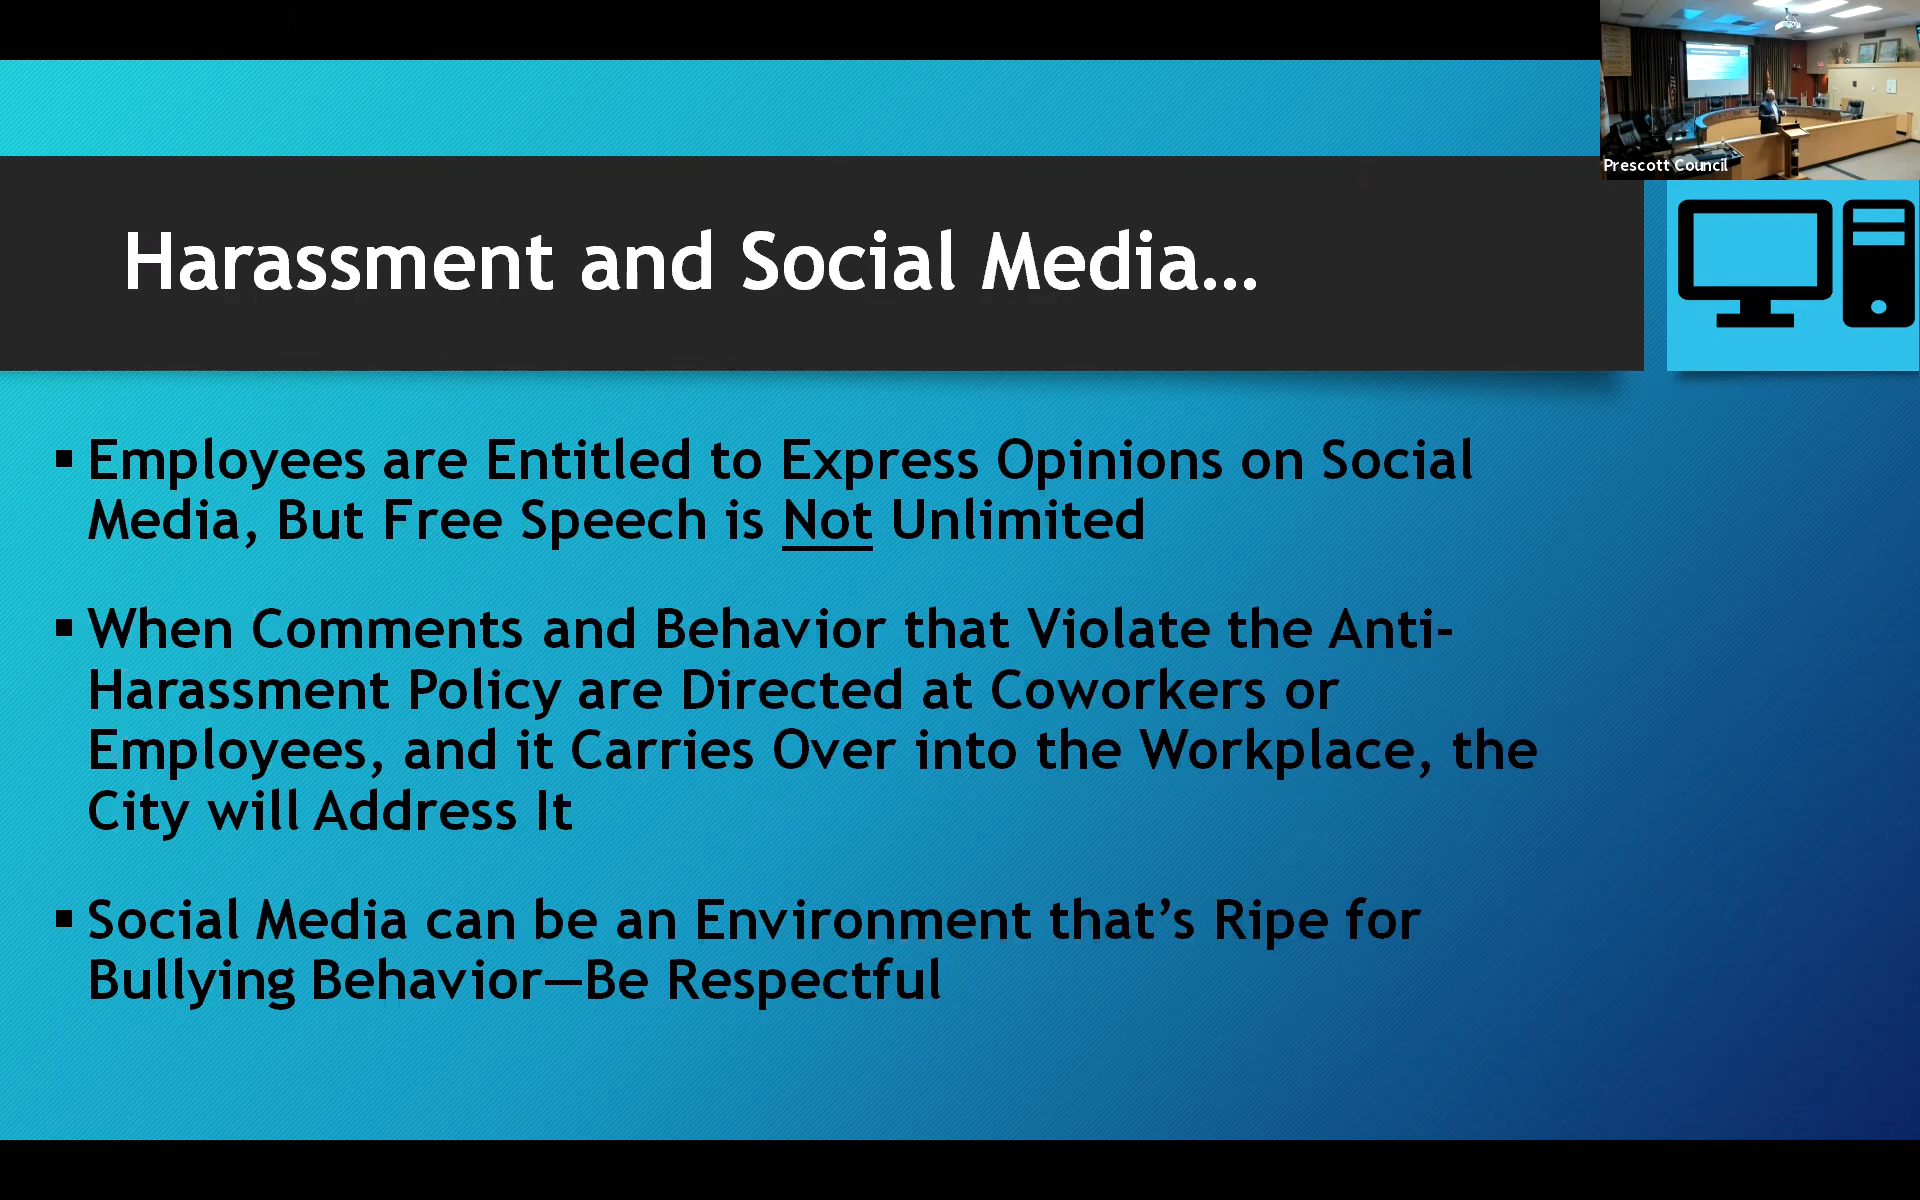 Prescott Council
Harassment and Social Media...
▪ Employees are Entitled to Express Opinions on Social
Media, But Free Speech is Not Unlimited
▪ When Comments and Behavior that Violate the Anti-
Harassment Policy are Directed at Coworkers or
Employees, and it Carries Over into the Workplace, the
City will Address It
▪ Social Media can be an Environment that’s Ripe for
Bullying Behavior—Be Respectful